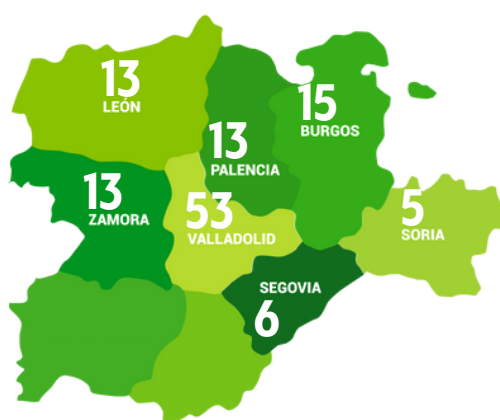 13
LEÓN
15
BURGOS
13
PALENCIA
13
ZAMORA
53
VALLADOLID
5
SORIA
SEGOVIA
6